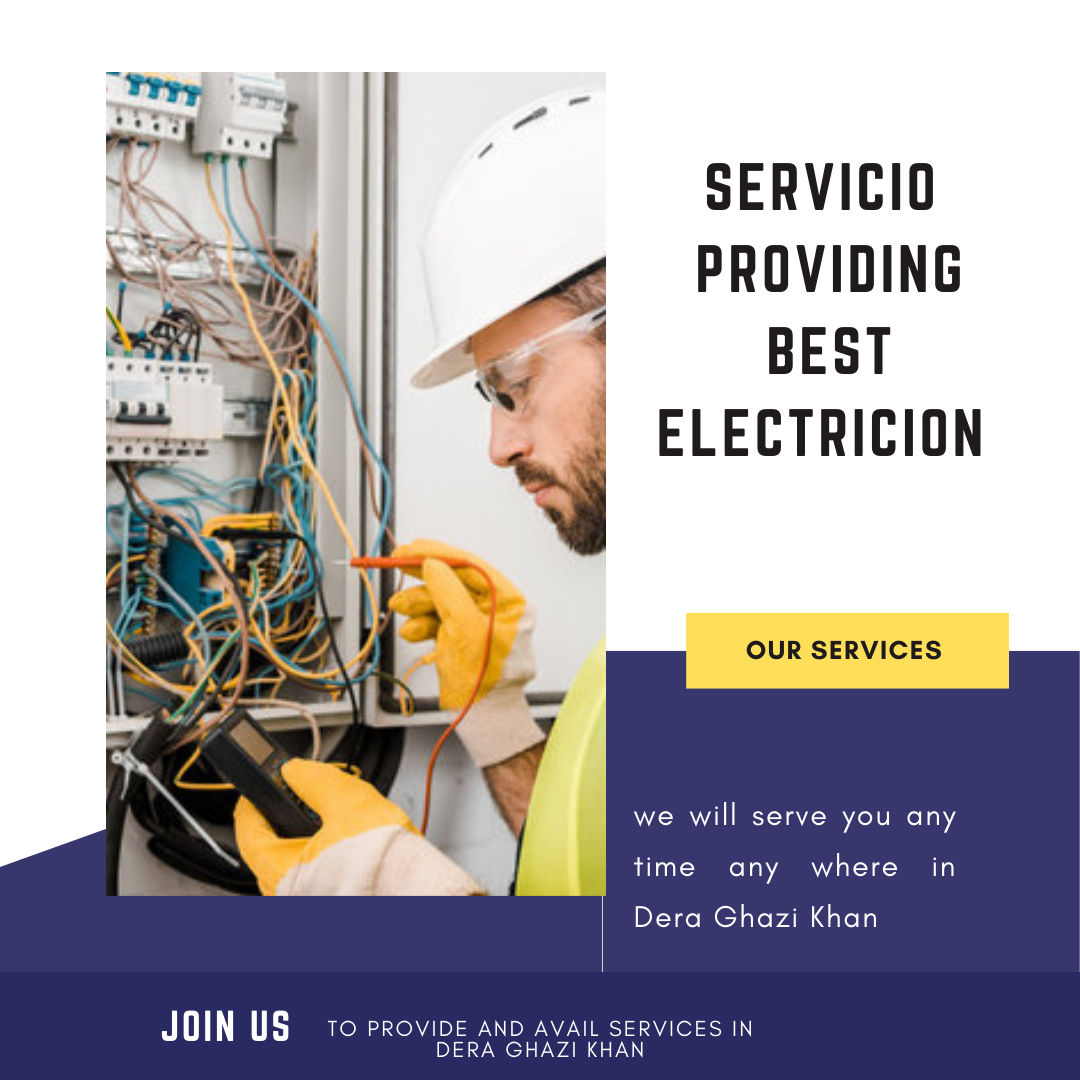 SERVICIO
PROVIDING
BEST
ELECTRICION
OUR SERVICES
we will serve you any
time any where in
Dera Ghazi Khan
JOIN US
TO PROVIDE AND AVAIL SERVICES IN
DERA GHAZI KHAN